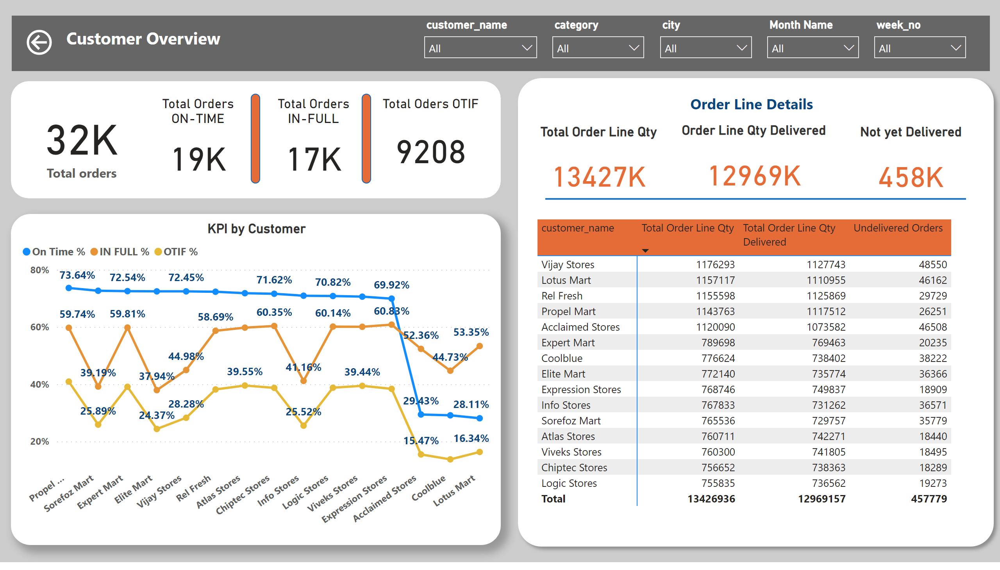 Customer Overview
customer_name
All
category
All
city
All
Month Name
All
week_no
All
32K
Total orders
Total Orders
ON-TIME
19K
Total Orders
IN-FULL
17K
Total Oders OTIF
9208
Order Line Details
Total Order Line Qty
13427K
Order Line Qty Delivered
12969K
Not yet Delivered
458K
KPI by Customer
On Time % IN FULL % OTIF %
80%
60%
40%
20%
73.64% 72.54% 72.45% 71.62% 70.82% 69.92%
59.74% 59.81% 58.69% 60.35% 60.14% 60.83%
52.36% 53.35%
39.19% 37.94% 44.98% 41.16% 44.73%
39.55% 39.44%
25.89% 24.37% 28.28% 25.52% 29.43% 28.11%
15.47% 16.34%
Propel ...
Sorefoz Mart
Expert Mart
Elite Mart
Vijay Stores
Rel Fresh
Atlas Stores
Chiptec Stores
Info Stores
Logic Stores
Viveks Stores
Expression Stores
Acclaimed Stores
Coolblue
Lotus Mart
customer_name Total Order Line Qty Total Order Line Qty Undelivered Orders
Delivered
Vijay Stores 1176293 1127743 48550
Lotus Mart 1157117 1110955 46162
Rel Fresh 1155598 1125869 29729
Propel Mart 1143763 1117512 26251
Acclaimed Stores 1120090 1073582 46508
Expert Mart 789698 769463 20235
Coolblue 776624 738402 38222
Elite Mart 772140 735774 36366
Expression Stores 768746 749837 18909
Info Stores 767833 731262 36571
Sorefoz Mart 765536 729757 35779
Atlas Stores 760711 742271 18440
Viveks Stores 760300 741805 18495
Chiptec Stores 756652 738363 18289
Logic Stores 755835 736562 19273
Total 13426936 12969157 457779